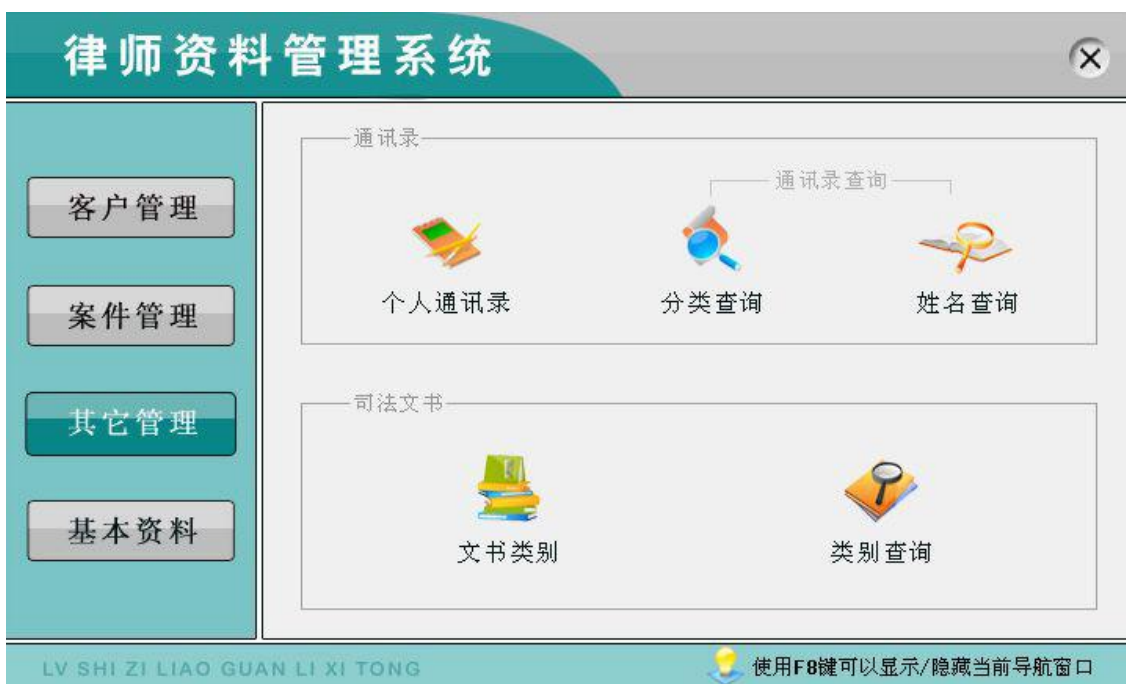 律师资料管理系统
客户管理
案件管理
其它管理
基本资料
通讯录
通讯录查询
个人通讯录
分类查询
姓名查询
司法文书
文书类别
类别查询
LV SHI ZI LIAO GUAN LI XI TONG
使用F8键可以显示/隐藏当前导航窗口